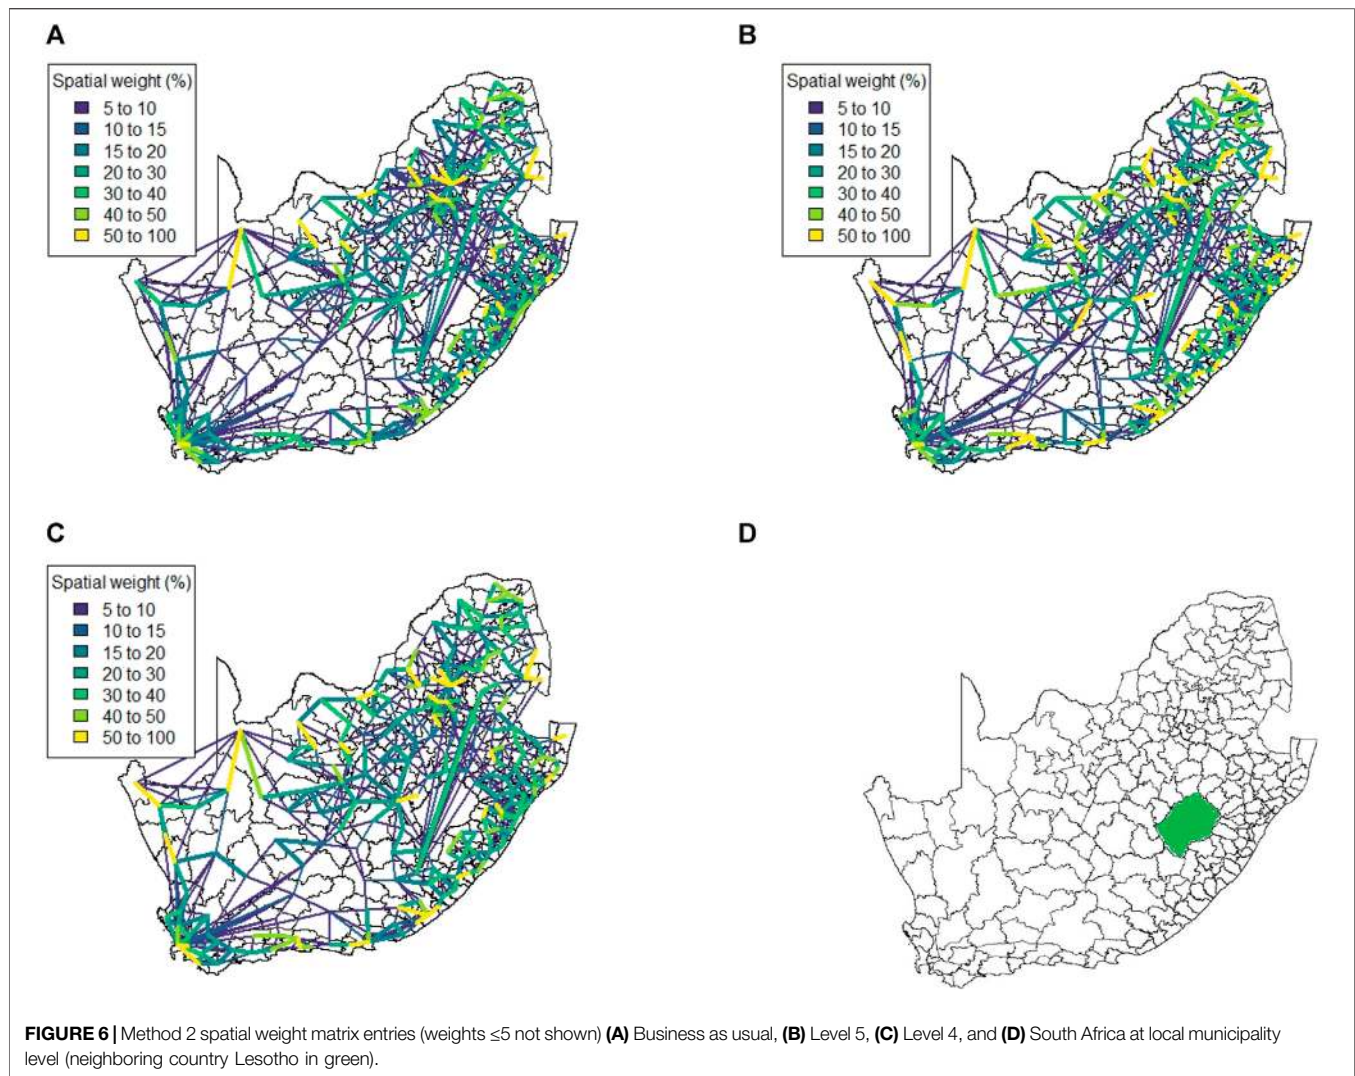 A
Spatial weight (%)
5 to 10
10 to 15
15 to 20
20 to 30
30 to 40
40 to 50
50 to 100
B
Spatial weight (%)
5 to 10
10 to 15
15 to 20
20 to 30
30 to 40
40 to 50
50 to 100
C
Spatial weight (%)
5 to 10
10 to 15
15 to 20
20 to 30
30 to 40
40 to 50
50 to 100
D
FIGURE 6 | Method 2 spatial weight matrix entries (weights ≤5 not shown) (A) Business as usual, (B) Level 5, (C) Level 4, and (D) South Africa at local municipality
level (neighboring country Lesotho in green).